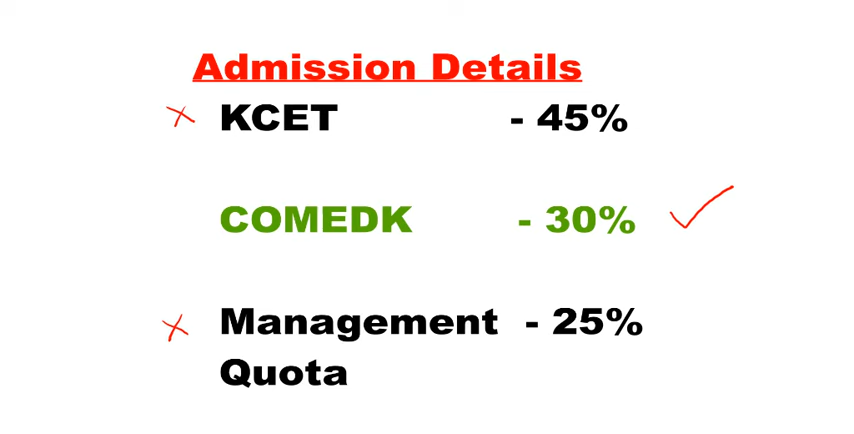 Admission Details
KCET - 45%
COMEDK - 30%
Management - 25%
Quota